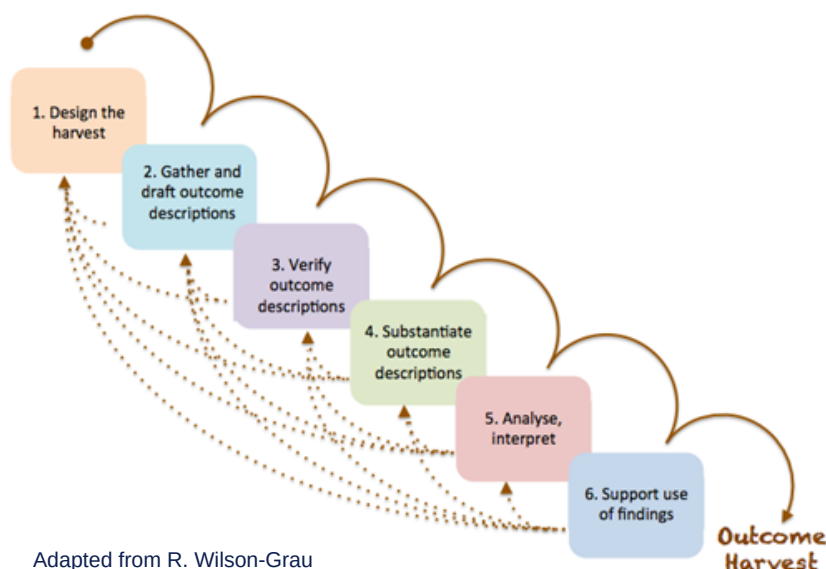 1. Design the
harvest
2. Gather and
draft outcome
descriptions
3. Verify
outcome
descriptions
4. Substantiate
outcome
descriptions
5. Analyse,
interpret
6. Support use
of findings
Outcome
Harvest
Adapted from R. Wilson-Grau